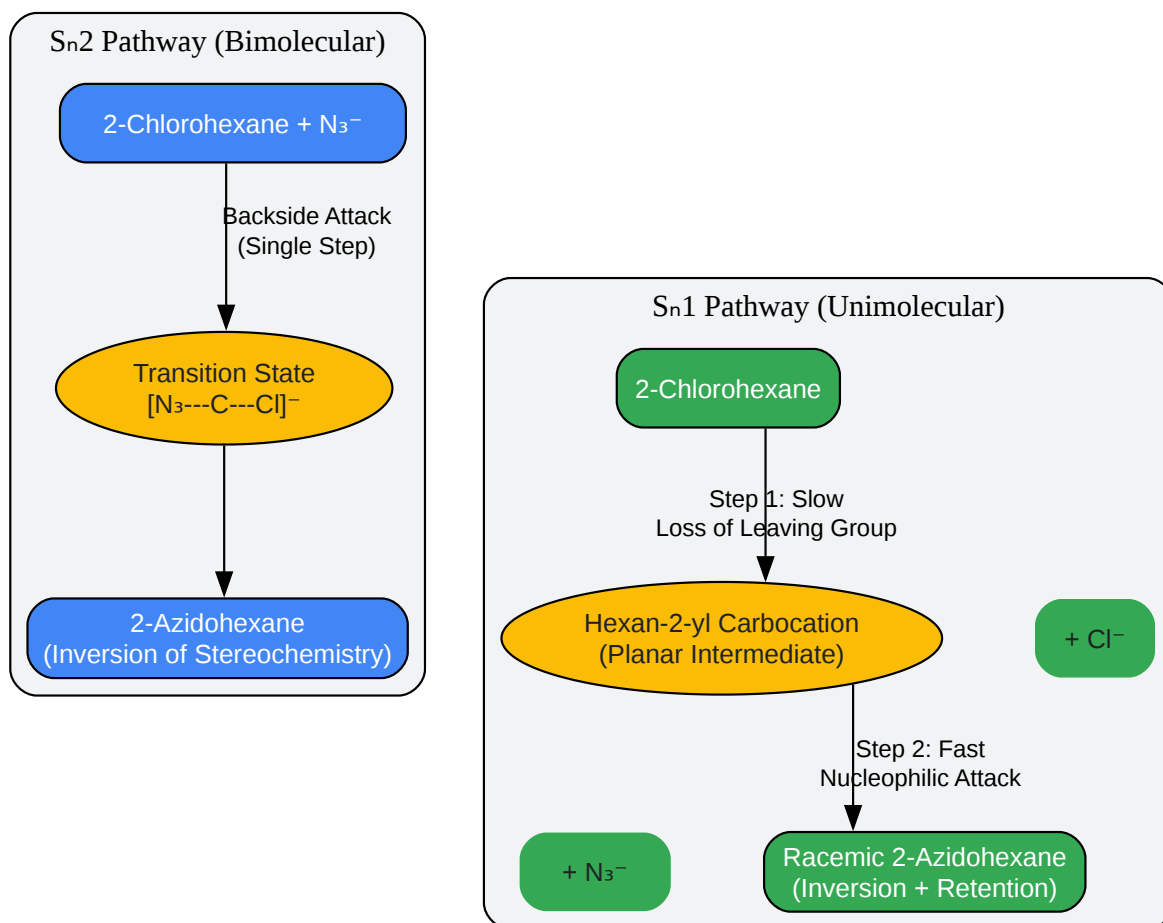 Sₙ2 Pathway (Bimolecular)
2-Chlorohexane + N₃⁻
Backside Attack
(Single Step)
Transition State
[N₃---C---Cl]⁻
2-Azidohexane
(Inversion of Stereochemistry)
Sₙ1 Pathway (Unimolecular)
2-Chlorohexane
Step 1: Slow
Loss of Leaving Group
Hexan-2-yl Carbocation
(Planar Intermediate)
+ Cl⁻
Step 2: Fast
Nucleophilic Attack
+ N₃⁻
Racemic 2-Azidohexane
(Inversion + Retention)